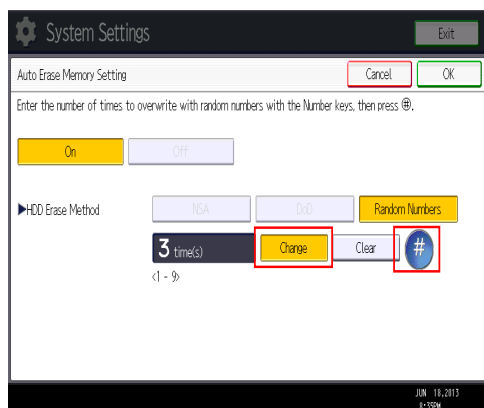 System Settings
Exit
Auto Erase Memory Setting
Cancel
OK
Enter the number of times to overwrite with random numbers with the Number keys, then press #.
On
Off
▶HDD Erase Method
NSA
DoD
Random Numbers
3 time(s)
Change
Clear
#
<1 - 9>
JUN 18,2013
8:35PM